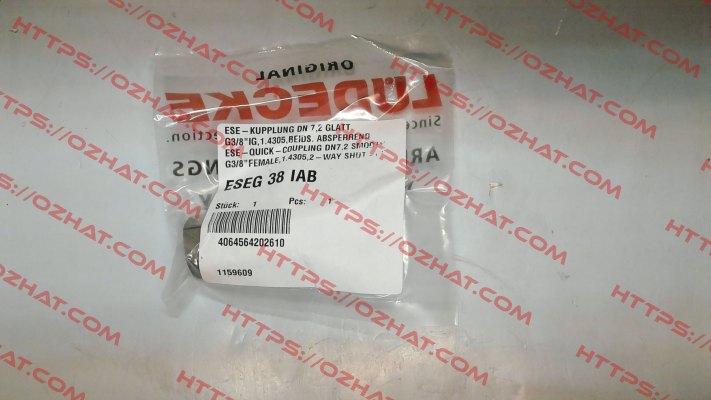 ORIGINAL
LÜDECKE
Since
ection.
AR
NGS
ESE-KUPPLUNG DN 7,2 GLATT
G3/8"IG,1.4305,BEIDS. ABSPERREND
ESE-QUICK-COUPLING DN7,2 SMOOTH
G3/8"FEMALE,1.4305,2-WAY SHUT
ESEG 38 IAB
Stück: 1 Pcs: 1
4064564202610
1159609
HTTPS://OZHAT.COM